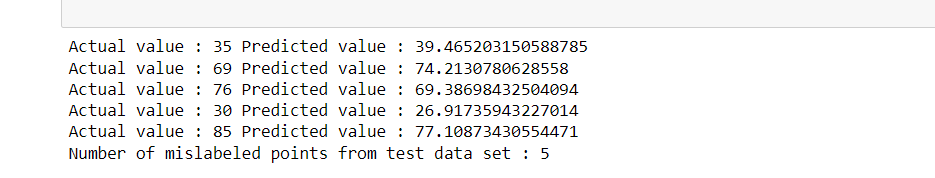 Actual value : 35 Predicted value : 39.465203150588785
Actual value : 69 Predicted value : 74.2130780628558
Actual value : 76 Predicted value : 69.38698432504094
Actual value : 30 Predicted value : 26.91735943227014
Actual value : 85 Predicted value : 77.10873430554471
Number of mislabeled points from test data set : 5